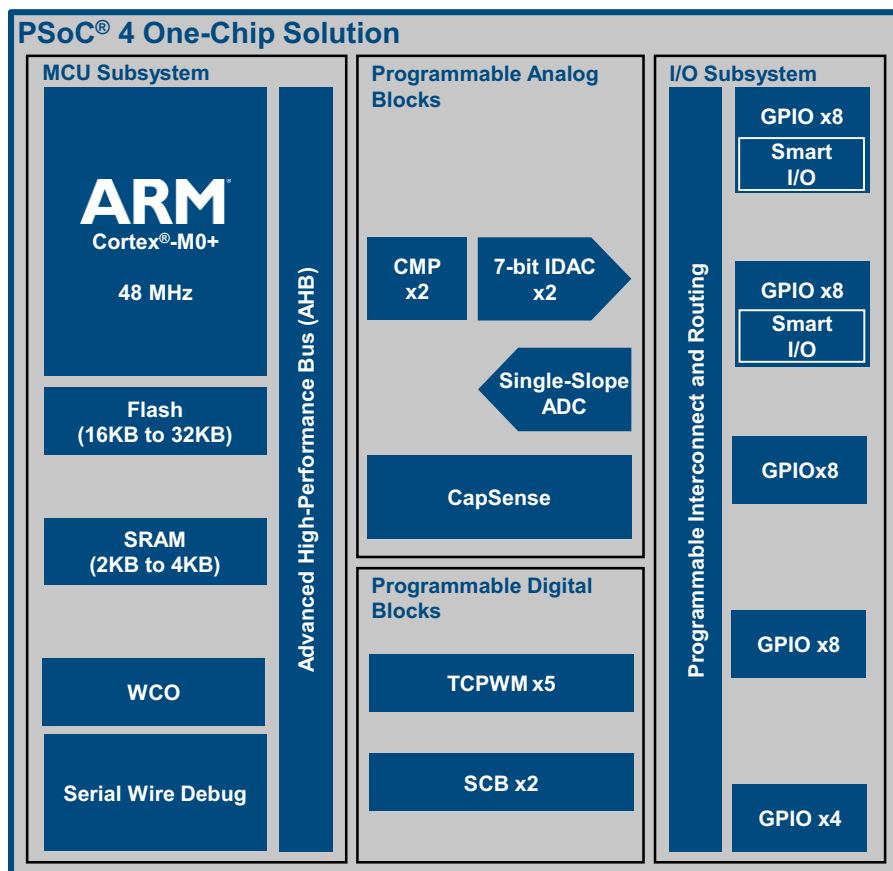 PSoC® 4 One-Chip Solution
MCU Subsystem
ARM®
Cortex®-M0+
48 MHz
Flash
(16KB to 32KB)
SRAM
(2KB to 4KB)
WCO
Serial Wire Debug
Advanced High-Performance Bus (AHB)
Programmable Analog
Blocks
CMP
x2
7-bit IDAC
x2
Single-Slope
ADC
CapSense
Programmable Digital
Blocks
TCPWM x5
SCB x2
I/O Subsystem
Programmable Interconnect and Routing
GPIO x8
Smart
I/O
GPIO x8
Smart
I/O
GPIOx8
GPIO x8
GPIO x4